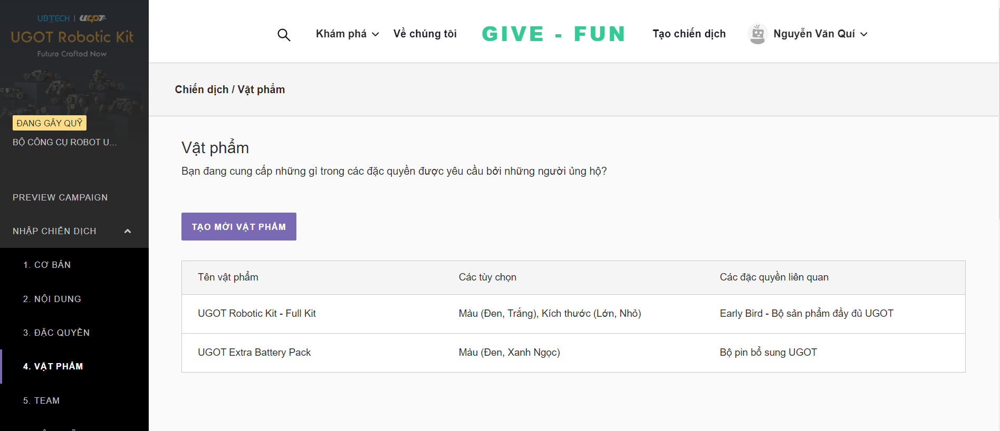 UBTECH | UGOT
UGOT Robotic Kit
Future Crafted Now
ĐANG GÂY QUỸ
BỘ CÔNG CỤ ROBOT U...
PREVIEW CAMPAIGN
NHẬP CHIẾN DỊCH
1. CƠ BẢN
2. NỘI DUNG
3. ĐẶC QUYỀN
4. VẬT PHẨM
5. TEAM
Khám phá
Về chúng tôi
GIVE - FUN
Tạo chiến dịch
Nguyễn Văn Quí
Chiến dịch / Vật phẩm
Vật phẩm
Bạn đang cung cấp những gì trong các đặc quyền được yêu cầu bởi những người ủng hộ?
TẠO MỚI VẬT PHẨM
Tên vật phẩm Các tùy chọn Các đặc quyền liên quan
UGOT Robotic Kit - Full Kit Màu (Đen, Trắng), Kích thước (Lớn, Nhỏ) Early Bird - Bộ sản phẩm đầy đủ UGOT
UGOT Extra Battery Pack Màu (Đen, Xanh Ngọc) Bộ pin bổ sung UGOT